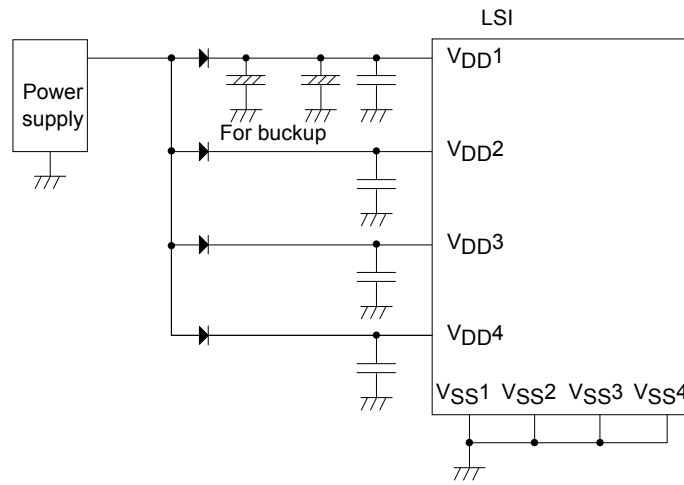 LSI
Power
supply
For buckup
VDD1
VDD2
VDD3
VDD4
VSS1 VSS2 VSS3 VSS4